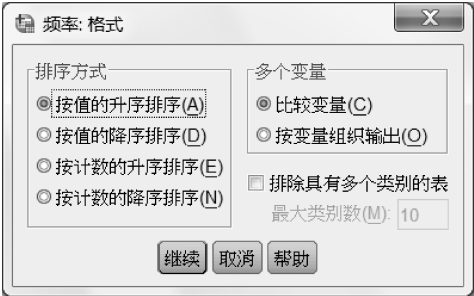 频率: 格式
排序方式
按值的升序排序(A)
按值的降序排序(D)
按计数的升序排序(E)
按计数的降序排序(N)
多个变量
比较变量(C)
按变量组织输出(O)
排除具有多个类别的表
最大类别数(M): 10
继续 取消 帮助